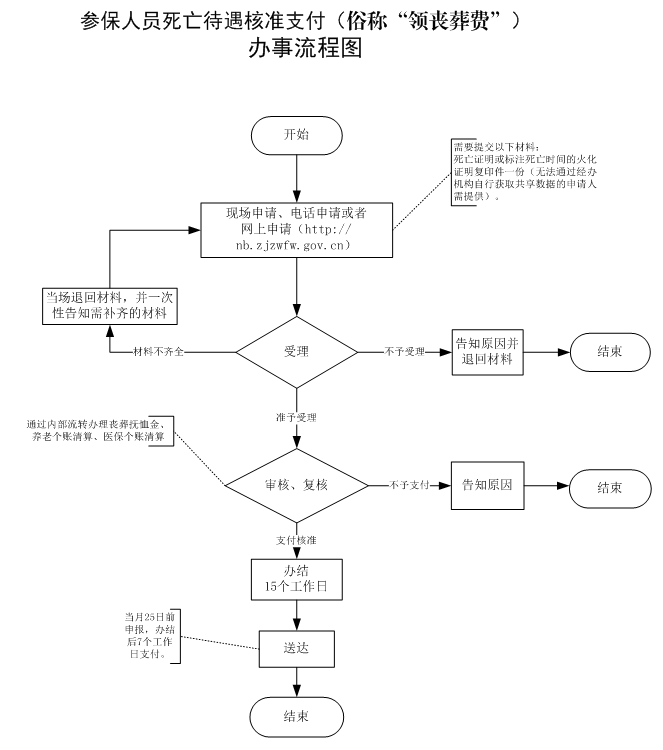 参保人员死亡待遇核准支付（俗称“领丧葬费”）
办事流程图
开始
需要提交以下材料：
死亡证明或标注死亡时间的火化
证明复印件一份（无法通过经办
机构自行获取共享数据的申请人
需提供）。
现场申请、电话申请或者
网上申请（http://
nb.zjzwfw.gov.cn）
当场退回材料，并一次
性告知需补齐的材料
材料不齐全
受理
不予受理
告知原因并
退回材料
结束
准予受理
通过内部流转办理丧葬抚恤金、
养老个账清算、医保个账清算
审核、复核
不予支付
告知原因
结束
支付核准
办结
15个工作日
当月25日前
申报，办结
后7个工作
日支付。
送达
结束